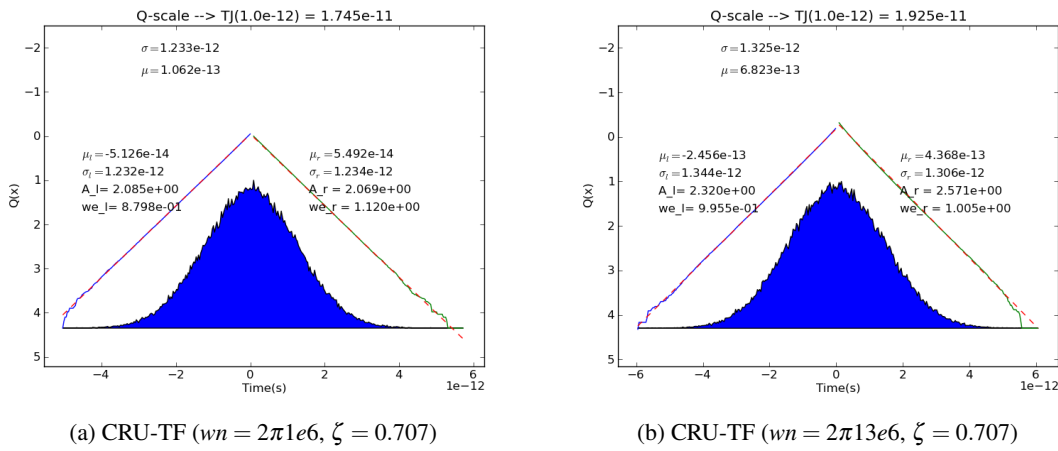 Q-scale --> TJ(1.0e-12) = 1.745e-11
σ=1.233e-12
μ=1.062e-13
μ_l=-5.126e-14
σ_l=1.232e-12
A_l= 2.085e+00
we_l= 8.798e-01
μ_r=5.492e-14
σ_r=1.234e-12
A_r = 2.069e+00
we_r = 1.120e+00
Q(x)
−2
−1
0
1
2
3
4
5
−4 −2 0 2 4 6
1e−12
Time(s)
(a) CRU-TF (wn = 2π1e6, ζ = 0.707)
Q-scale --> TJ(1.0e-12) = 1.925e-11
σ=1.325e-12
μ=6.823e-13
μ_l=-2.456e-13
σ_l=1.344e-12
A_l= 2.320e+00
we_l= 9.955e-01
μ_r=4.368e-13
σ_r=1.306e-12
A_r = 2.571e+00
we_r = 1.005e+00
Q(x)
−2
−1
0
1
2
3
4
5
−6 −4 −2 0 2 4 6
1e−12
Time(s)
(b) CRU-TF (wn = 2π13e6, ζ = 0.707)